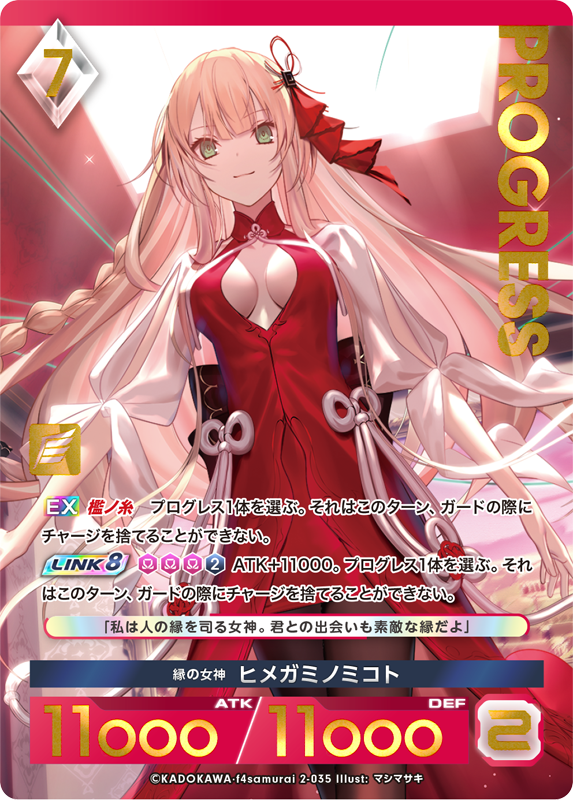 7
PROGRESS
EX 檻ノ糸 プログレス1体を選ぶ。それはこのターン、ガードの際に
チャージを捨てることができない。
LINK 8 Ω Ω Ω 2 ATK+11000。プログレス1体を選ぶ。それ
はこのターン、ガードの際にチャージを捨てることができない。
「私は人の縁を司る女神。君との出会いも素敵な縁だよ」
縁の女神 ヒメガミノミコト
ATK DEF
11000 11000 2
©KADOKAWA·f4samurai 2-035 Illust: マシマサキ